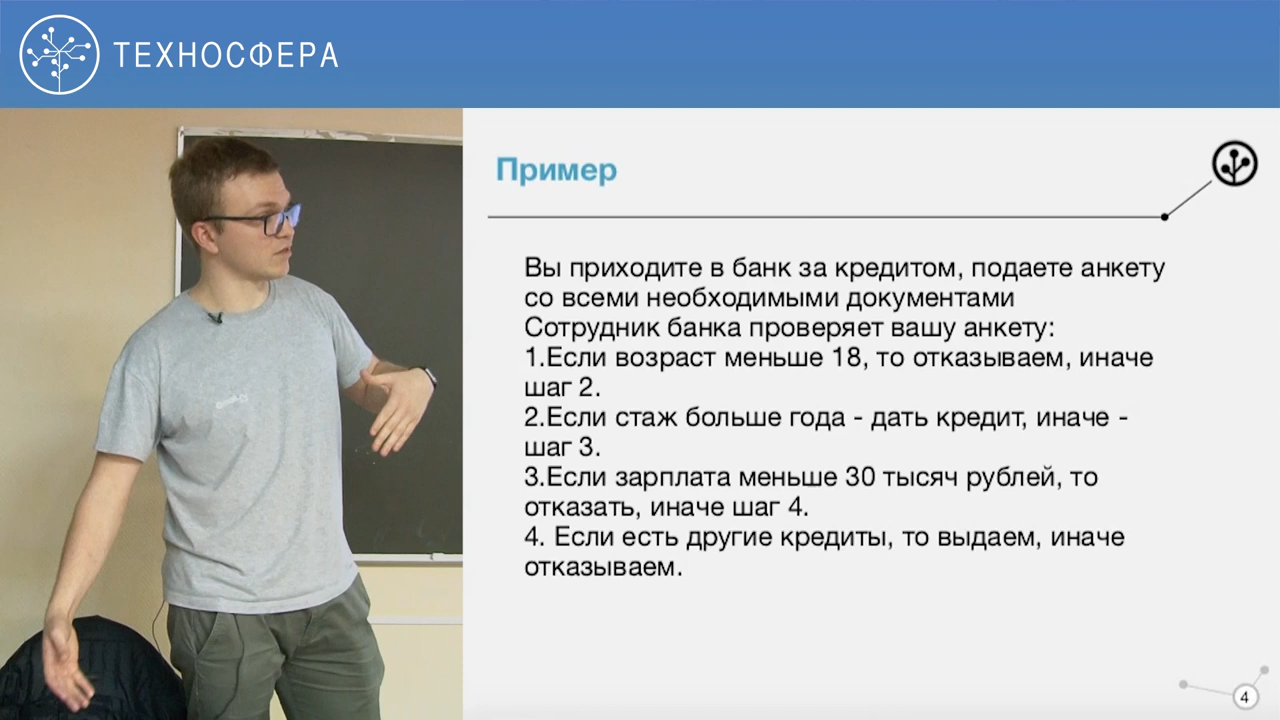 ТЕХНОСФЕРА
Пример
Вы приходите в банк за кредитом, подаете анкету
со всеми необходимыми документами
Сотрудник банка проверяет вашу анкету:
1.Если возраст меньше 18, то отказываем, иначе
шаг 2.
2.Если стаж больше года - дать кредит, иначе -
шаг 3.
3.Если зарплата меньше 30 тысяч рублей, то
отказать, иначе шаг 4.
4. Если есть другие кредиты, то выдаем, иначе
отказываем.
4